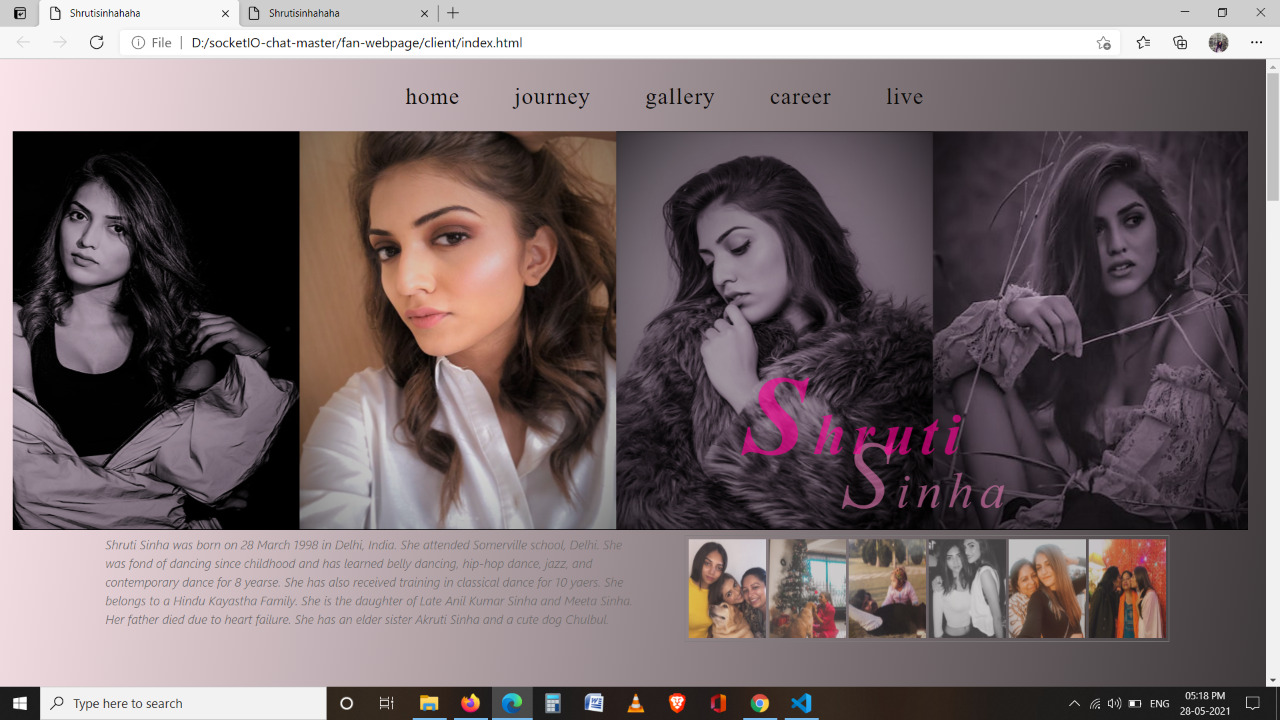 Shrutisinhahaha
Shrutisinhahaha
File
D:/socketIO-chat-master/fan-webpage/client/index.html
home journey gallery career live
Shruti
Sinha
Shruti Sinha was born on 28 March 1998 in Delhi, India. She attended Somerville school, Delhi. She
was fond of dancing since childhood and has learned belly dancing, hip-hop dance, jazz, and
contemporary dance for 8 yearse. She has also received training in classical dance for 10 yaers. She
belongs to a Hindu Kayastha Family. She is the daughter of Late Anil Kumar Sinha and Meeta Sinha.
Her father died due to heart failure. She has an elder sister Akruti Sinha and a cute dog Chulbul.
Type here to search
ENG
05:18 PM
28-05-2021